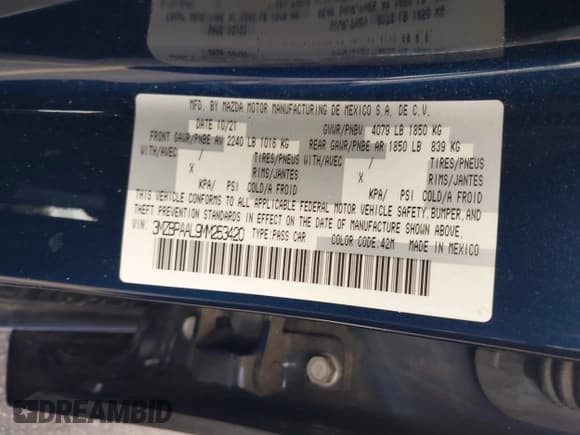 MFD. BY MAZDA MOTOR MANUFACTURING DE MEXICO S.A. DE C.V.
DATE 10/21 GVWR/PNBV 4079 LB 1850 KG
FRONT GAWR/PNBE AV 2240 LB 1016 KG REAR GAWR/PNBE AR 1850 LB 839 KG
WITH/AVEC / TIRES/PNEUS WITH/AVEC / TIRES/PNEUS
X RIMS/JANTES X RIMS/JANTES
KPA/ PSI COLD/A FROID KPA/ PSI COLD/A FROID
THIS VEHICLE CONFORMS TO ALL APPLICABLE FEDERAL MOTOR VEHICLE SAFETY, BUMPER, AND
THEFT PREVENTION STANDARDS IN EFFECT ON THE DATE OF MANUFACTURE SHOWN ABOVE.
VIN: 3MZBPAAL9MM253420 TYPE:PASS CAR COLOR CODE:42M MADE IN MEXICO
DREAMBID